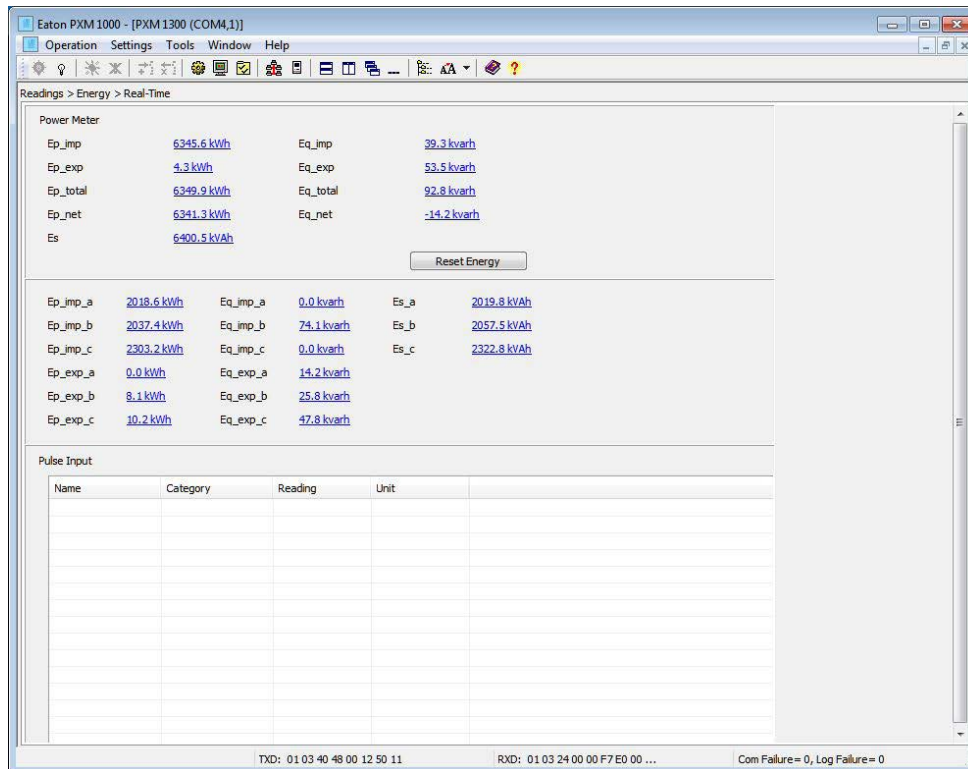 Eaton PXM 1000 - [PXM 1300 (COM4,1)]
Operation Settings Tools Window Help
Readings > Energy > Real-Time
Power Meter
Ep_imp 6345.6 kWh Eq_imp 39.3 kvarh
Ep_exp 4.3 kWh Eq_exp 53.5 kvarh
Ep_total 6349.9 kWh Eq_total 92.8 kvarh
Ep_net 6341.3 kWh Eq_net -14.2 kvarh
Es 6400.5 kVAh
Reset Energy
Ep_imp_a 2018.6 kWh Eq_imp_a 0.0 kvarh Es_a 2019.8 kVAh
Ep_imp_b 2037.4 kWh Eq_imp_b 74.1 kvarh Es_b 2057.5 kVAh
Ep_imp_c 2303.2 kWh Eq_imp_c 0.0 kvarh Es_c 2322.8 kVAh
Ep_exp_a 0.0 kWh Eq_exp_a 14.2 kvarh
Ep_exp_b 8.1 kWh Eq_exp_b 25.8 kvarh
Ep_exp_c 10.2 kWh Eq_exp_c 47.8 kvarh
Pulse Input
Name Category Reading Unit
TXD: 01 03 40 48 00 12 50 11 RXD: 01 03 24 00 00 F7 E0 00 ... Com Failure= 0, Log Failure= 0